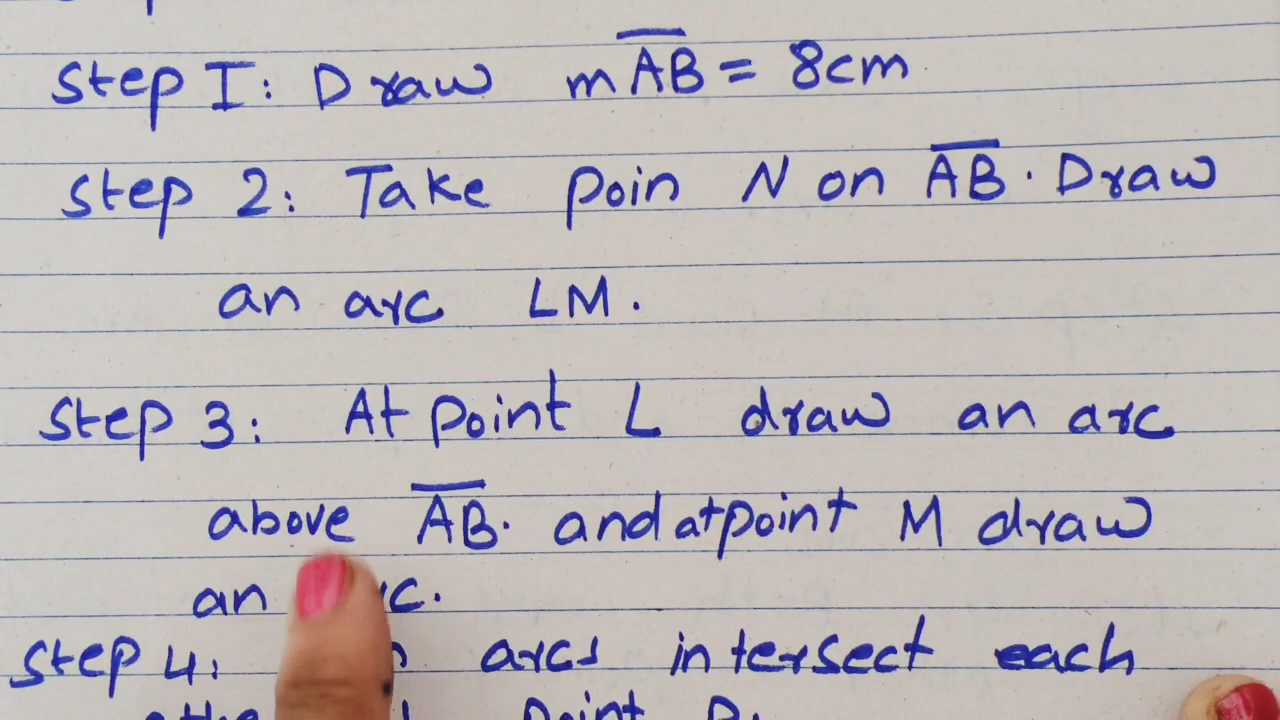 Step I: Draw mAB = 8cm
Step 2: Take Poin N on AB. Draw
an arc LM.
Step 3: At point L draw an arc
above AB. and at point M draw
an
Step 4: arcs intersect each
Point